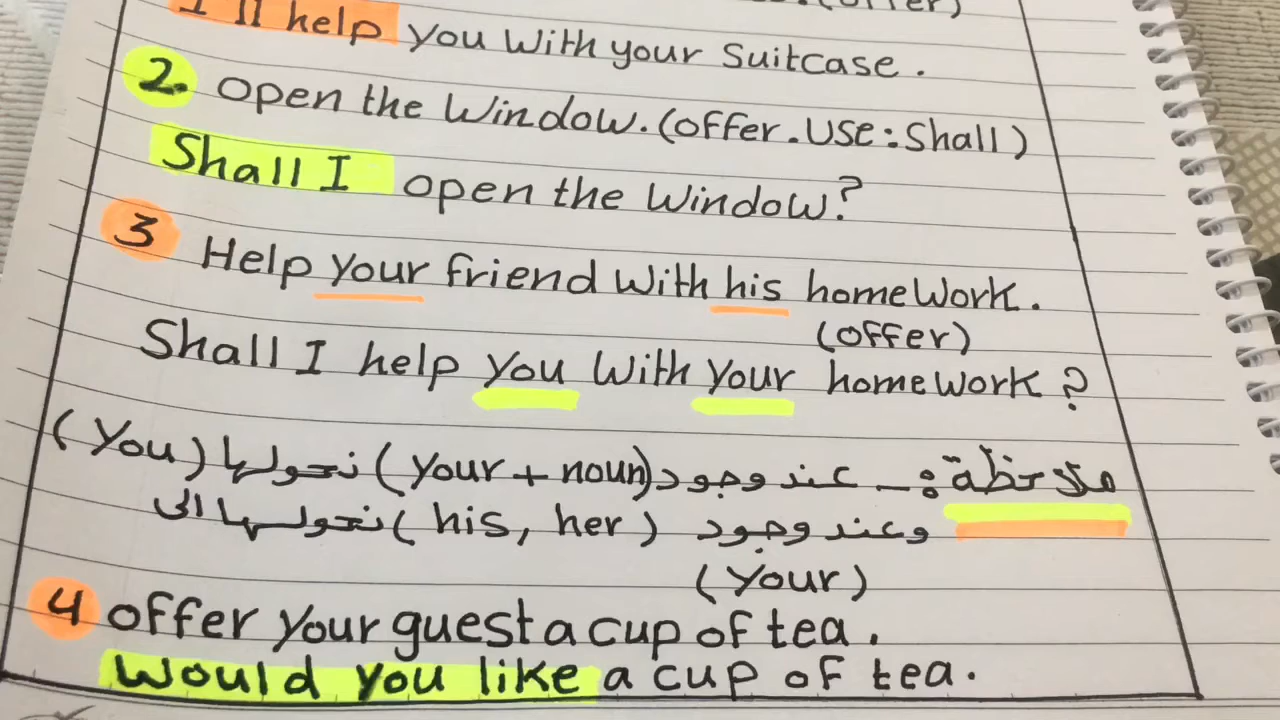 (offer)
I'll help you with your Suitcase.
2. Open the Window. (offer. Use: Shall)
Shall I open the Window?
3 Help your friend with his homework.
(offer)
Shall I help you with your homework?
ملاحظة :- عند وجود (your + noun) نحولها (You)
وعند وجود (his, her) نحولها الى
(Your)
4 offer your guest a cup of tea.
Would you like a cup of tea.